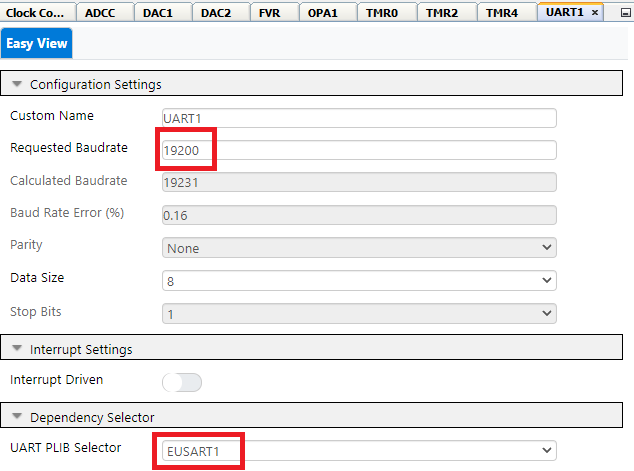 Clock Co... ADCC DAC1 DAC2 FVR OPA1 TMR0 TMR2 TMR4 UART1 ×
Easy View
Configuration Settings
Custom Name UART1
Requested Baudrate 19200
Calculated Baudrate 19231
Baud Rate Error (%) 0.16
Parity None
Data Size 8
Stop Bits 1
Interrupt Settings
Interrupt Driven
Dependency Selector
UART PLIB Selector EUSART1